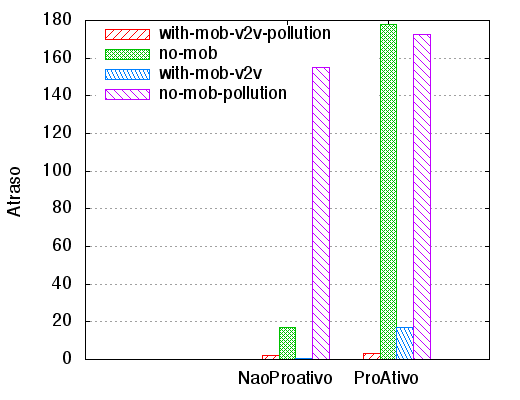 180
160
140
120
100
80
60
40
20
0
Atraso
with-mob-v2v-pollution
no-mob
with-mob-v2v
no-mob-pollution
NaoProativo
ProAtivo